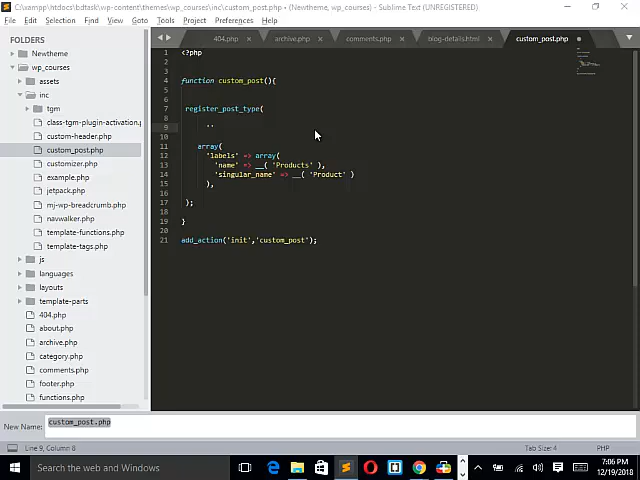 C:\xampp\htdocs\bdtask\wp-content\themes\wp_courses\inc\custom_post.php • (Newtheme, wp_courses) - Sublime Text (UNREGISTERED)
File Edit Selection Find View Goto Tools Project Preferences Help
FOLDERS
Newtheme
wp_courses
assets
inc
tgm
class-tgm-plugin-activation.
custom-header.php
custom_post.php
customizer.php
example.php
jetpack.php
mj-wp-breadcrumb.php
navwalker.php
template-functions.php
template-tags.php
js
languages
layouts
template-parts
404.php
about.php
archive.php
category.php
comments.php
footer.php
functions.php
404.php × archive.php × comments.php × blog-details.html × custom_post.php
1 <?php
2
3
4 function custom_post(){
5
6
7 register_post_type(
8
9 ''
10
11 array(
12 'labels' => array(
13 'name' => __( 'Products' ),
14 'singular_name' => __( 'Product' )
15 ),
16
17 );
18
19 }
20
21 add_action('init','custom_post');
New Name: custom_post.php
Line 9, Column 8 Tab Size: 4 PHP
Search the web and Windows
7:06 PM
12/19/2018